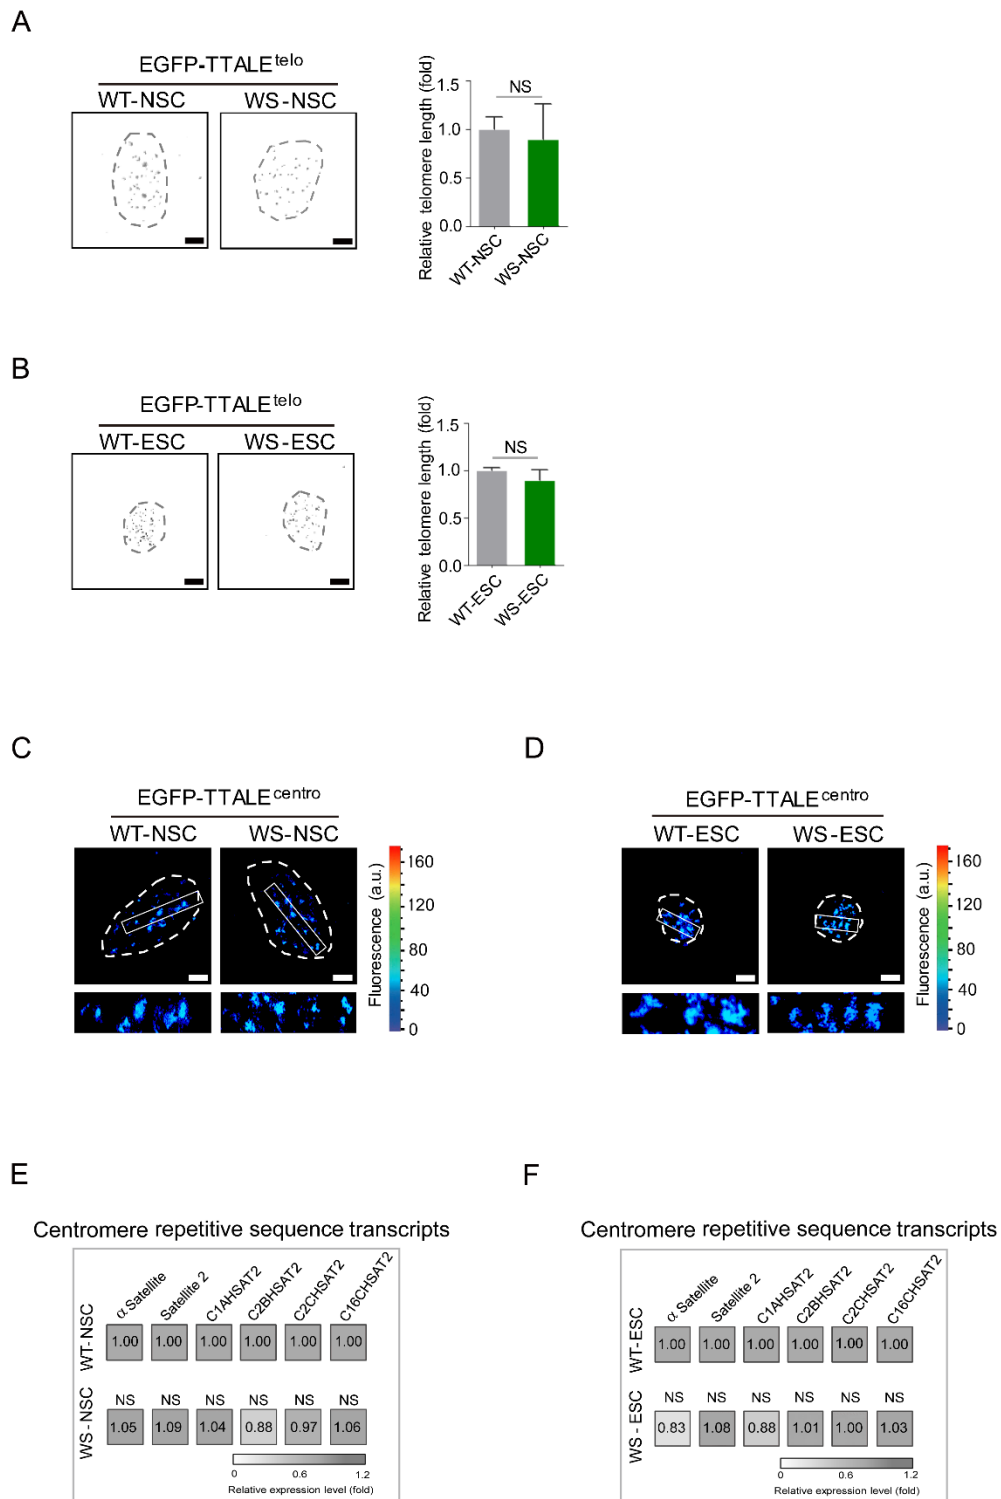 A
EGFP-TTALEtelo
WT-NSC WS-NSC
Relative telomere length (fold)
1.5
1.0
0.5
0.0
NS
WT-NSC WS-NSC
B
EGFP-TTALEtelo
WT-ESC WS-ESC
Relative telomere length (fold)
1.5
1.0
0.5
0.0
NS
WT-ESC WS-ESC
C
EGFP-TTALEcentro
WT-NSC WS-NSC
Fluorescence (a.u.)
160
120
80
40
0
D
EGFP-TTALEcentro
WT-ESC WS-ESC
Fluorescence (a.u.)
160
120
80
40
0
E
Centromere repetitive sequence transcripts
α Satellite Satellite 2 C1AHSAT2 C2BHSAT2 C2CHSAT2 C16CHSAT2
WT-NSC
1.00 1.00 1.00 1.00 1.00 1.00
NS NS NS NS NS NS
WS-NSC
1.05 1.09 1.04 0.88 0.97 1.06
0 0.6 1.2
Relative expression level (fold)
F
Centromere repetitive sequence transcripts
α Satellite Satellite 2 C1AHSAT2 C2BHSAT2 C2CHSAT2 C16CHSAT2
WT-ESC
1.00 1.00 1.00 1.00 1.00 1.00
NS NS NS NS NS NS
WS-ESC
0.83 1.08 0.88 1.01 1.00 1.03
0 0.6 1.2
Relative expression level (fold)